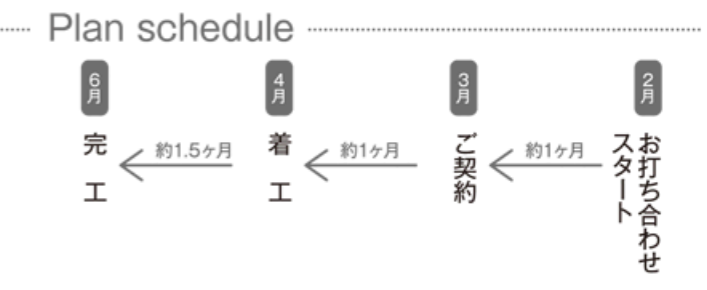 Plan schedule
2月
お打ち合わせ
スタート
約1ヶ月
3月
ご契約
約1ヶ月
4月
着工
約1.5ヶ月
6月
完工